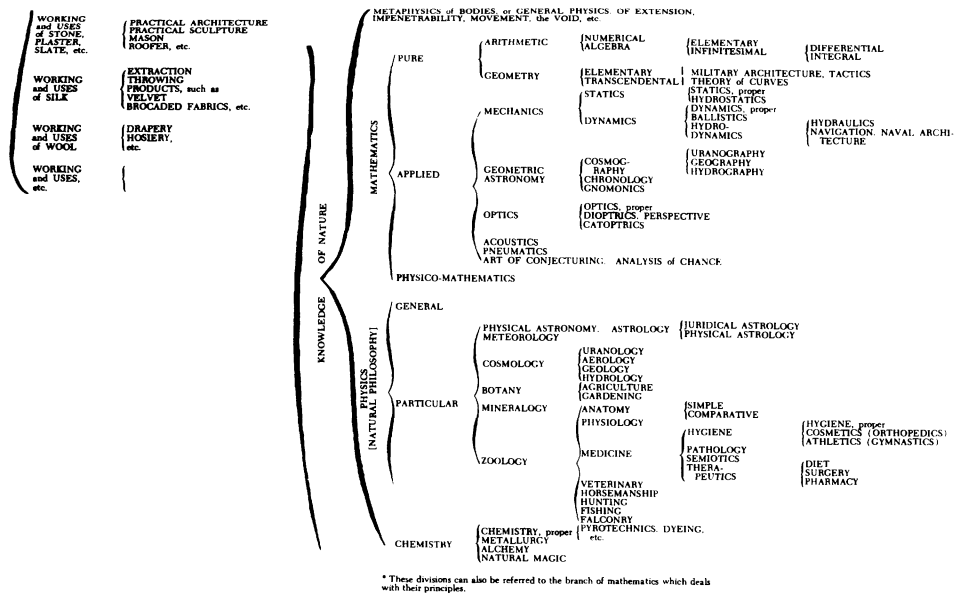 WORKING
and USES
of STONE,
PLASTER,
SLATE, etc.
PRACTICAL ARCHITECTURE
PRACTICAL SCULPTURE
MASON
ROOFER, etc.
WORKING
and USES
of SILK
EXTRACTION
THROWING
PRODUCTS, such as
VELVET
BROCADED FABRICS, etc.
WORKING
and USES
of WOOL
DRAPERY
HOSIERY,
etc.
WORKING
and USES,
etc.
KNOWLEDGE OF NATURE
METAPHYSICS of BODIES, or GENERAL PHYSICS, OF EXTENSION,
IMPENETRABILITY, MOVEMENT, the VOID, etc.
MATHEMATICS
PURE
ARITHMETIC
NUMERICAL
ALGEBRA
ELEMENTARY
INFINITESIMAL
DIFFERENTIAL
INTEGRAL
GEOMETRY
ELEMENTARY
TRANSCENDENTAL
MILITARY ARCHITECTURE, TACTICS
THEORY of CURVES
APPLIED
MECHANICS
STATICS
STATICS, proper
HYDROSTATICS
DYNAMICS
DYNAMICS, proper
BALLISTICS
HYDRO-
DYNAMICS
HYDRAULICS
NAVIGATION, NAVAL ARCHI-
TECTURE
GEOMETRIC
ASTRONOMY
COSMOG-
RAPHY
CHRONOLOGY
GNOMONICS
URANOGRAPHY
GEOGRAPHY
HYDROGRAPHY
OPTICS
OPTICS, proper
DIOPTRICS, PERSPECTIVE
CATOPTRICS
ACOUSTICS
PNEUMATICS
ART OF CONJECTURING. ANALYSIS of CHANCE
PHYSICO-MATHEMATICS
PHYSICS
[NATURAL PHILOSOPHY]
GENERAL
PARTICULAR
PHYSICAL ASTRONOMY. ASTROLOGY
JURIDICAL ASTROLOGY
PHYSICAL ASTROLOGY
METEOROLOGY
COSMOLOGY
URANOLOGY
AEROLOGY
GEOLOGY
HYDROLOGY
BOTANY
AGRICULTURE
GARDENING
MINERALOGY
ZOOLOGY
ANATOMY
SIMPLE
COMPARATIVE
PHYSIOLOGY
MEDICINE
HYGIENE
HYGIENE, proper
COSMETICS (ORTHOPEDICS)
ATHLETICS (GYMNASTICS)
PATHOLOGY
SEMIOTICS
THERA-
PEUTICS
DIET
SURGERY
PHARMACY
VETERINARY
HORSEMANSHIP
HUNTING
FISHING
FALCONRY
CHEMISTRY
CHEMISTRY, proper
METALLURGY
ALCHEMY
NATURAL MAGIC
PYROTECHNICS, DYEING,
etc.
* These divisions can also be referred to the branch of mathematics which deals
with their principles.